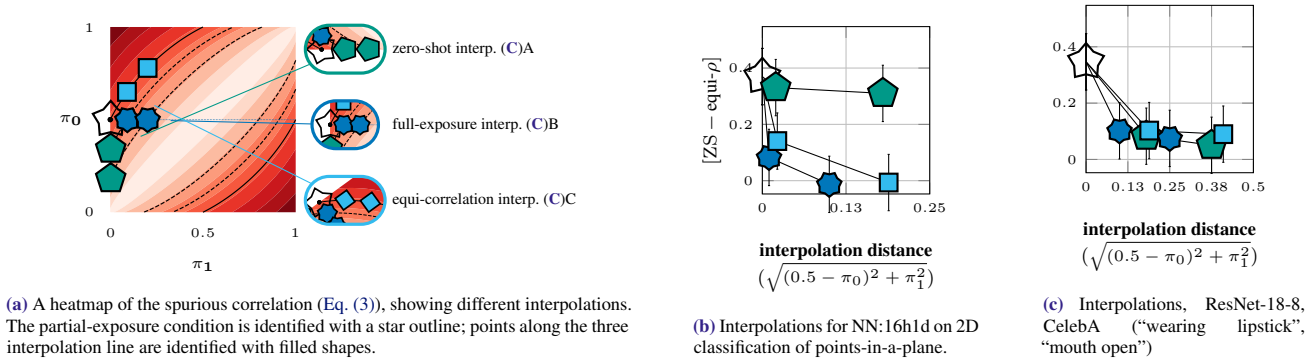 1
π₀
0
0
0.5
1
π₁
zero-shot interp. (C)A
full-exposure interp. (C)B
equi-correlation interp. (C)C
(a) A heatmap of the spurious correlation (Eq. (3)), showing different interpolations.
The partial-exposure condition is identified with a star outline; points along the three
interpolation line are identified with filled shapes.
[ZS − equi-ρ]
0.4
0.2
0
0
0.13
0.25
interpolation distance
(√((0.5 − π₀)² + π₁²))
(b) Interpolations for NN:16h1d on 2D
classification of points-in-a-plane.
0.4
0.2
0
0
0.13
0.25
0.38
0.5
interpolation distance
(√((0.5 − π₀)² + π₁²))
(c) Interpolations, ResNet-18-8,
CelebA (“wearing lipstick”,
“mouth open”)